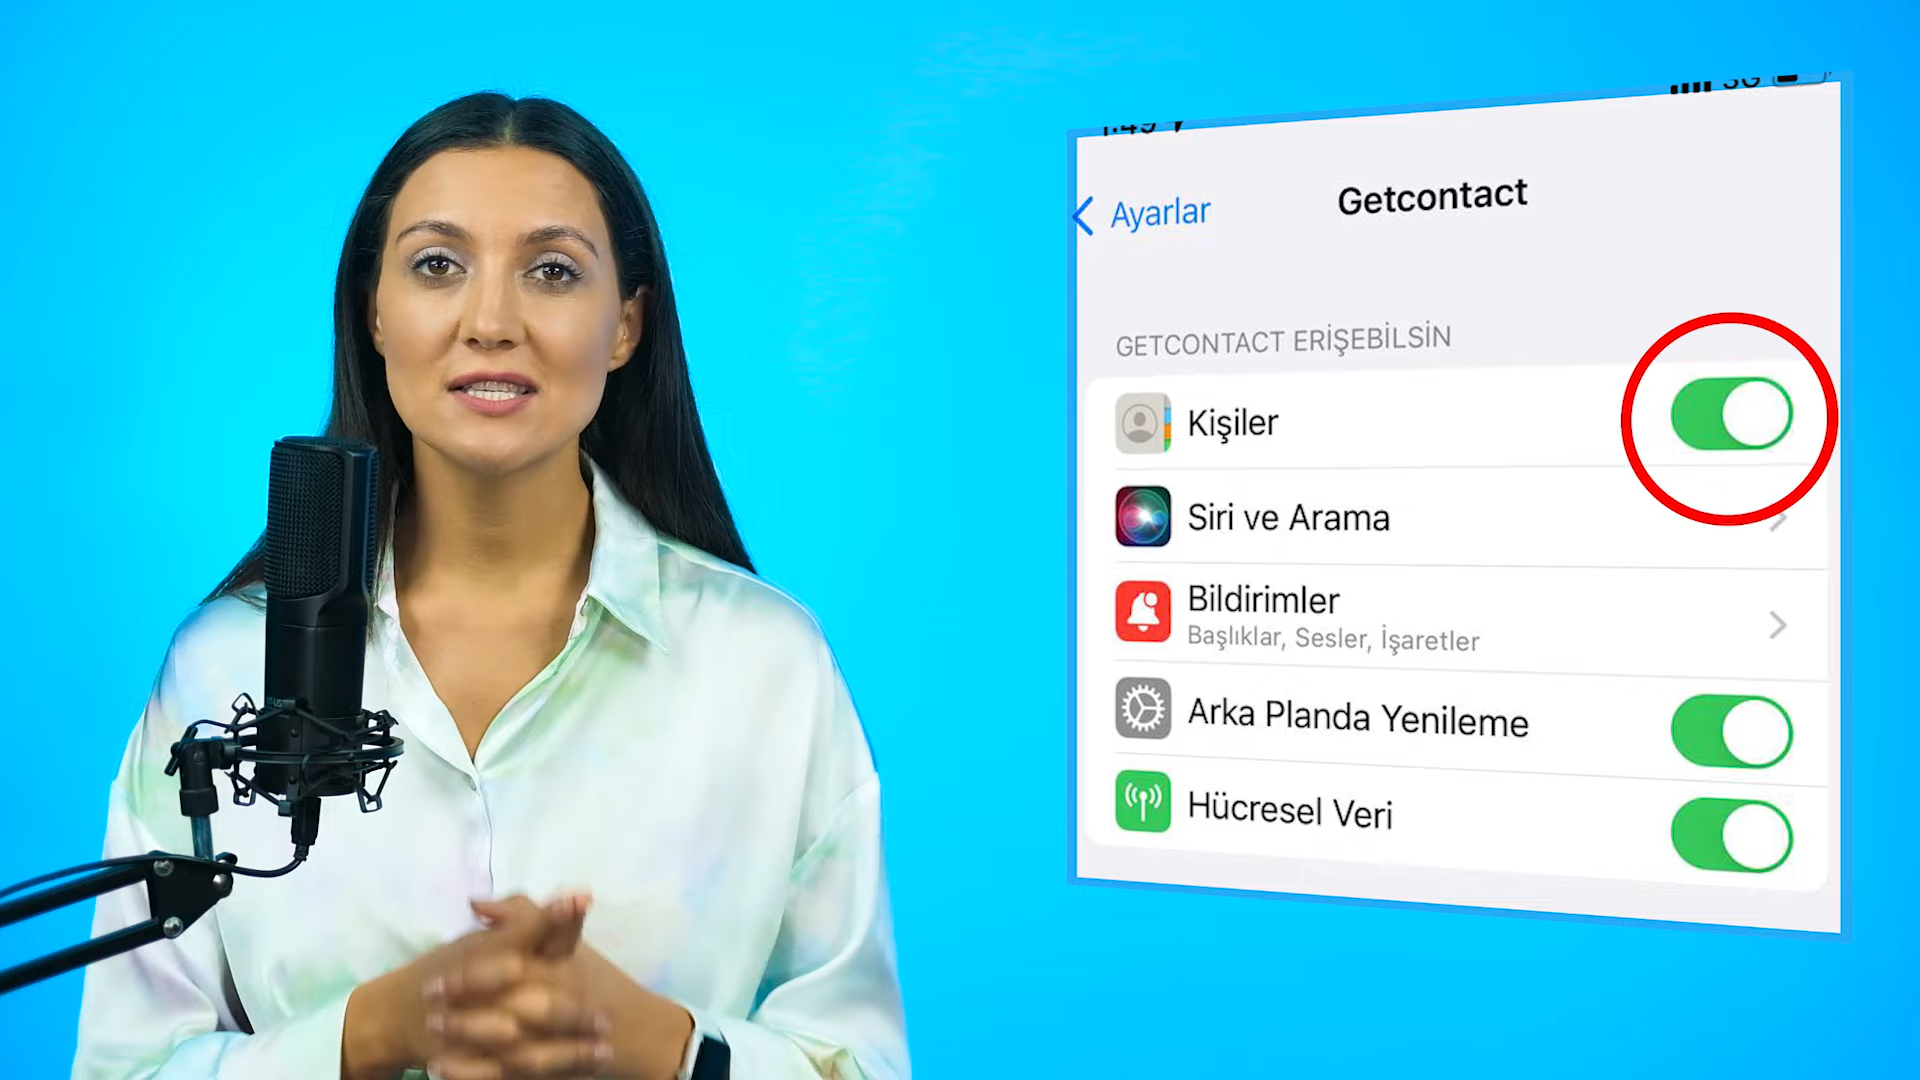 Ayarlar
Getcontact
GETCONTACT ERİŞEBİLSİN
Kişiler
Siri ve Arama
Bildirimler
Başlıklar, Sesler, İşaretler
Arka Planda Yenileme
Hücresel Veri